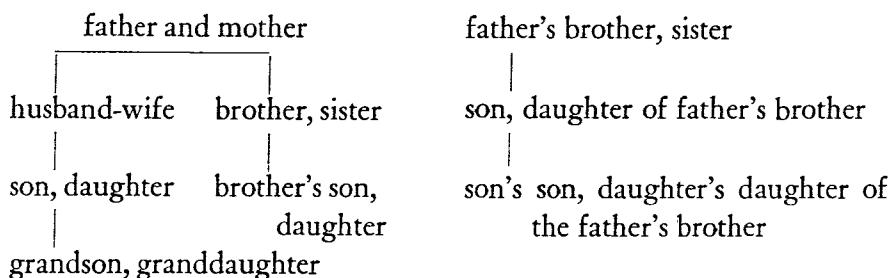 father and mother
father's brother, sister
husband-wife
brother, sister
son, daughter of father's brother
son, daughter
brother's son,
daughter
son's son, daughter's daughter of
the father's brother
grandson, granddaughter